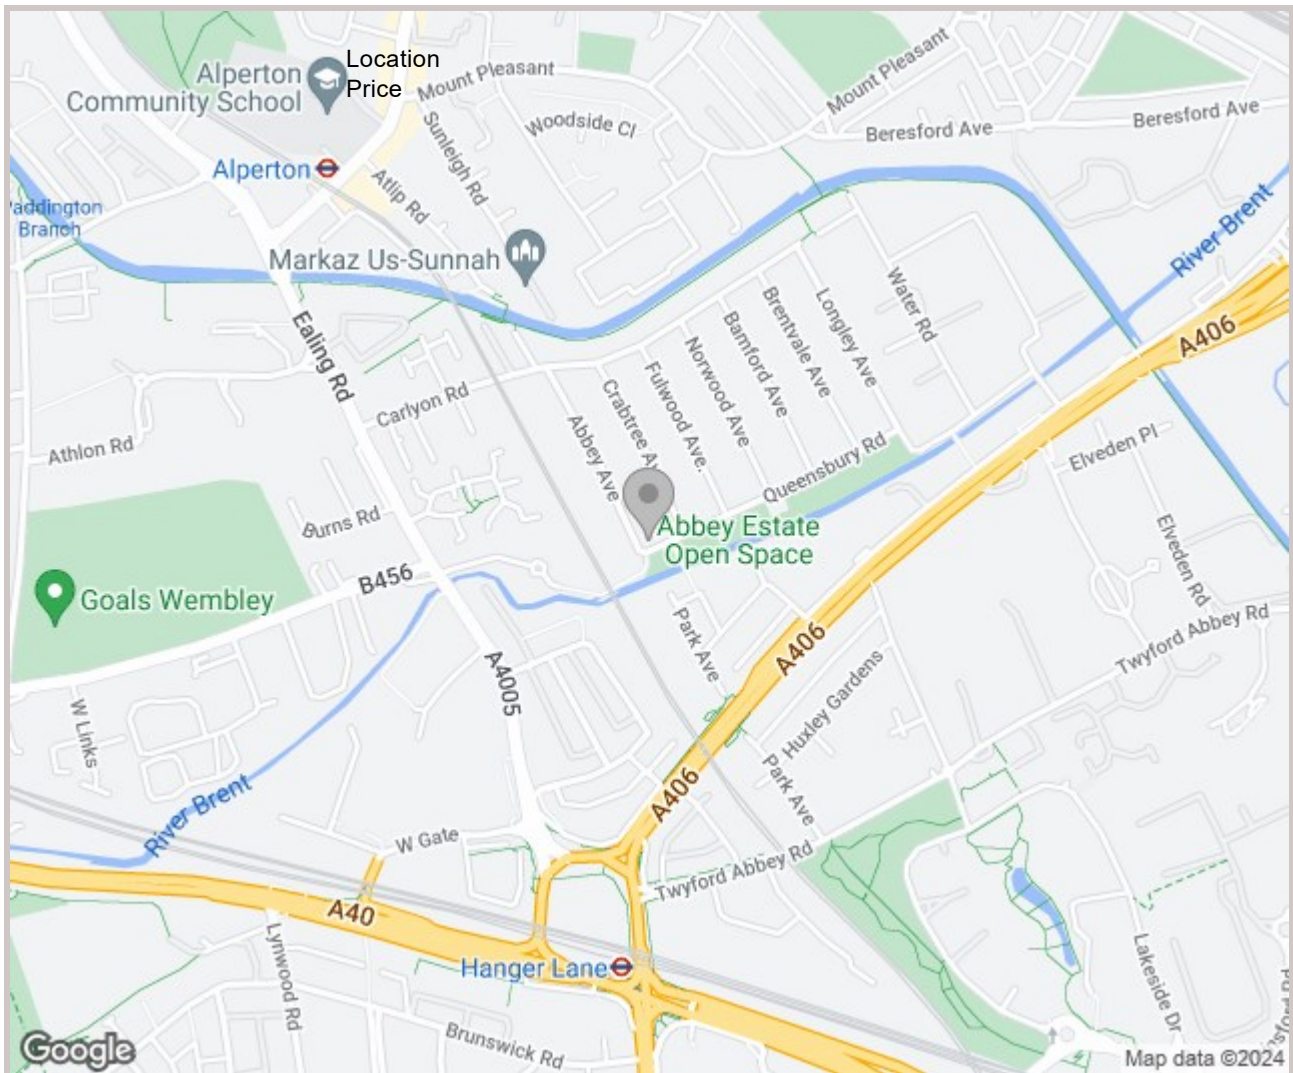 Location
Price
Alperton
Community School
Mount Pleasant
Mount Pleasant
Woodside Cl
Beresford Ave
Beresford Ave
Sunleigh Rd
Alperton
Atlip Rd
addington
Branch
River Brent
Markaz Us-Sunnah
Water Rd
Longley Ave
Brentvale Ave
Bamford Ave
Norwood Ave
Fulwood Ave.
Crabtree Av
Abbey Ave
Ealing Rd
A406
Carlyon Rd
Athlon Rd
Elveden Pl
Queensbury Rd
Burns Rd
Abbey Estate
Open Space
Elveden Rd
B456
Goals Wembley
Park Ave
A406
Twyford Abbey Rd
A4005
Huxley Gardens
W Links
Park Ave
A406
River Brent
W Gate
Twyford Abbey Rd
A40
Lynwood Rd
Hanger Lane
Lakeside Dr
Brunswick Rd
Google
Map data ©2024